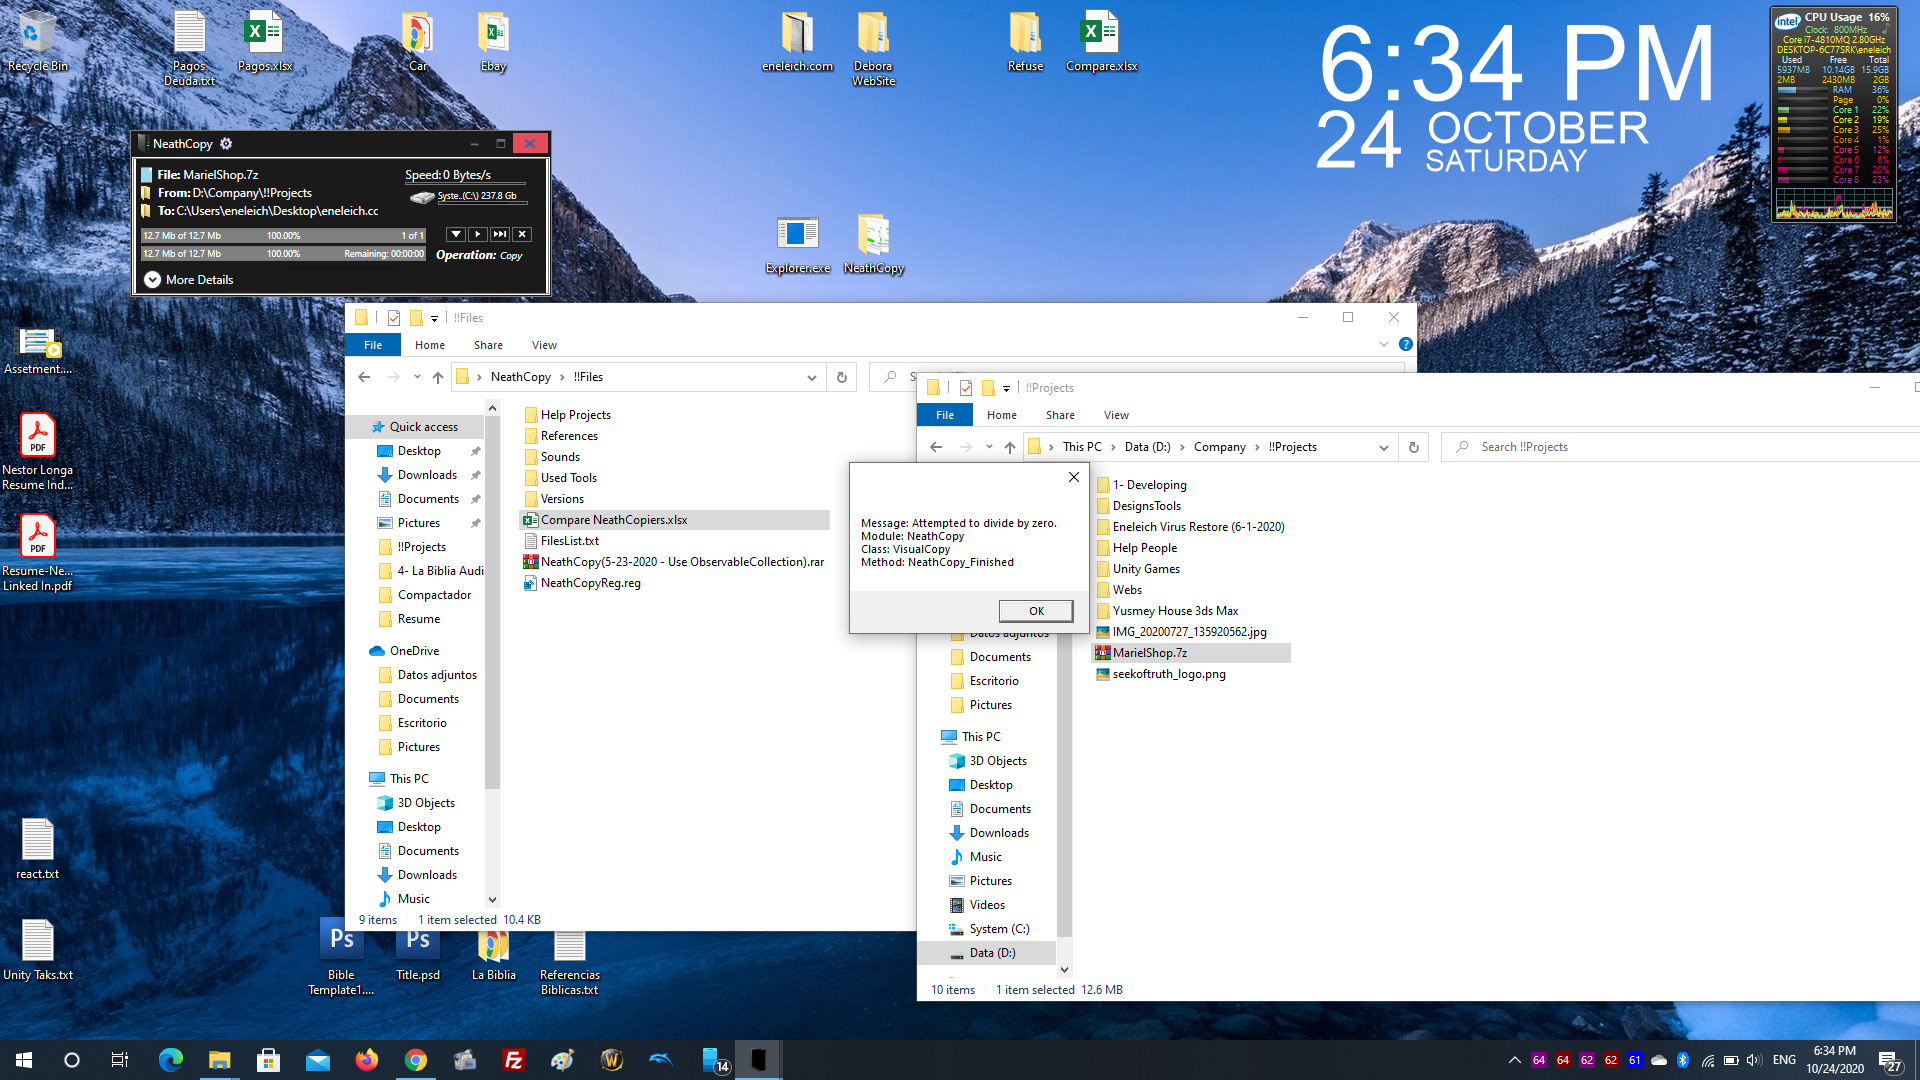 Recycle Bin
Pagos
Deuda.txt
Pagos.xlsx
Car
Ebay
eneleich.com
Debora
WebSite
Refuse
Compare.xlsx
6:34 PM
24 OCTOBER
SATURDAY
intel
CPU Usage 16%
Clock: 800MHz
Core i7-4810MQ 2.80GHz
DESKTOP-6C77SRK\eneleich
Used Free Total
5937MB 10.14GB 15.9GB
2MB 2430MB 2GB
RAM 36%
Page 0%
Core 1 22%
Core 2 19%
Core 3 25%
Core 4 1%
Core 5 12%
Core 6 6%
Core 7 20%
Core 8 23%
NeathCopy
File: MarielShop.7z
Speed: 0 Bytes/s
From: D:\Company\!!Projects
Syste..(C:\) 237.8 Gb
To: C:\Users\eneleich\Desktop\eneleich.cc
12.7 Mb of 12.7 Mb 100.00% 1 of 1
12.7 Mb of 12.7 Mb 100.00% Remaining: 00:00:00
Operation: Copy
More Details
Explorer.exe
NeathCopy
Assetment....
PDF
Nestor Longa
Resume Ind...
PDF
Resume-Ne...
Linked In.pdf
react.txt
Unity Taks.txt
!!Files
File Home Share View
NeathCopy › !!Files
Quick access
Desktop
Downloads
Documents
Pictures
!!Projects
4- La Biblia Audi
Compactador
Resume
OneDrive
Datos adjuntos
Documents
Escritorio
Pictures
This PC
3D Objects
Desktop
Documents
Downloads
Music
Help Projects
References
Sounds
Used Tools
Versions
Compare NeathCopiers.xlsx
FilesList.txt
NeathCopy(5-23-2020 - Use ObservableCollection).rar
NeathCopyReg.reg
9 items 1 item selected 10.4 KB
!!Projects
File Home Share View
This PC › Data (D:) › Company › !!Projects
Search !!Projects
Message: Attempted to divide by zero.
Module: NeathCopy
Class: VisualCopy
Method: NeathCopy_Finished
OK
Datos adjuntos
Documents
Escritorio
Pictures
This PC
3D Objects
Desktop
Documents
Downloads
Music
Pictures
Videos
System (C:)
Data (D:)
1- Developing
DesignsTools
Eneleich Virus Restore (6-1-2020)
Help People
Unity Games
Webs
Yusmey House 3ds Max
IMG_20200727_135920562.jpg
MarielShop.7z
seekoftruth_logo.png
10 items 1 item selected 12.6 MB
Ps
Bible
Template1....
Ps
Title.psd
La Biblia
Referencias
Biblicas.txt
Fz
W
14
64 64 62 62 61
ENG
6:34 PM
10/24/2020
27